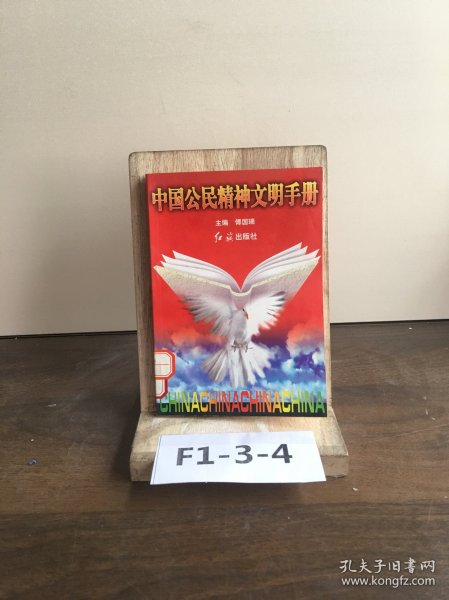 中国公民精神文明手册
主编 傅国瑞
红旗出版社
CHINACHINACHINACHINA
F1-3-4
孔夫子旧书网
www.kongfz.com